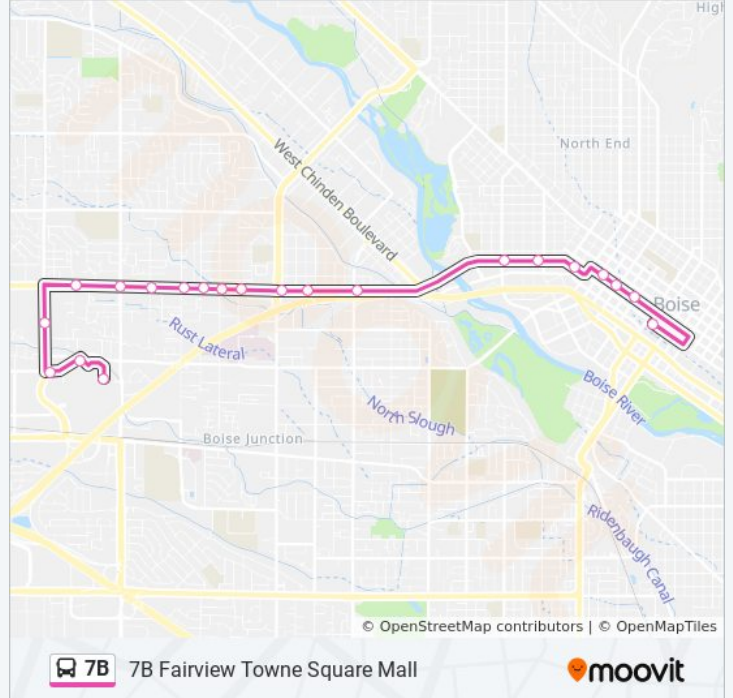 High
North End
West Chinden Boulevard
Boise
Rust Lateral
North Slough
Boise River
Boise Junction
Ridenbaugh Canal
© OpenStreetMap contributors | © OpenMapTiles
7B 7B Fairview Towne Square Mall moovit